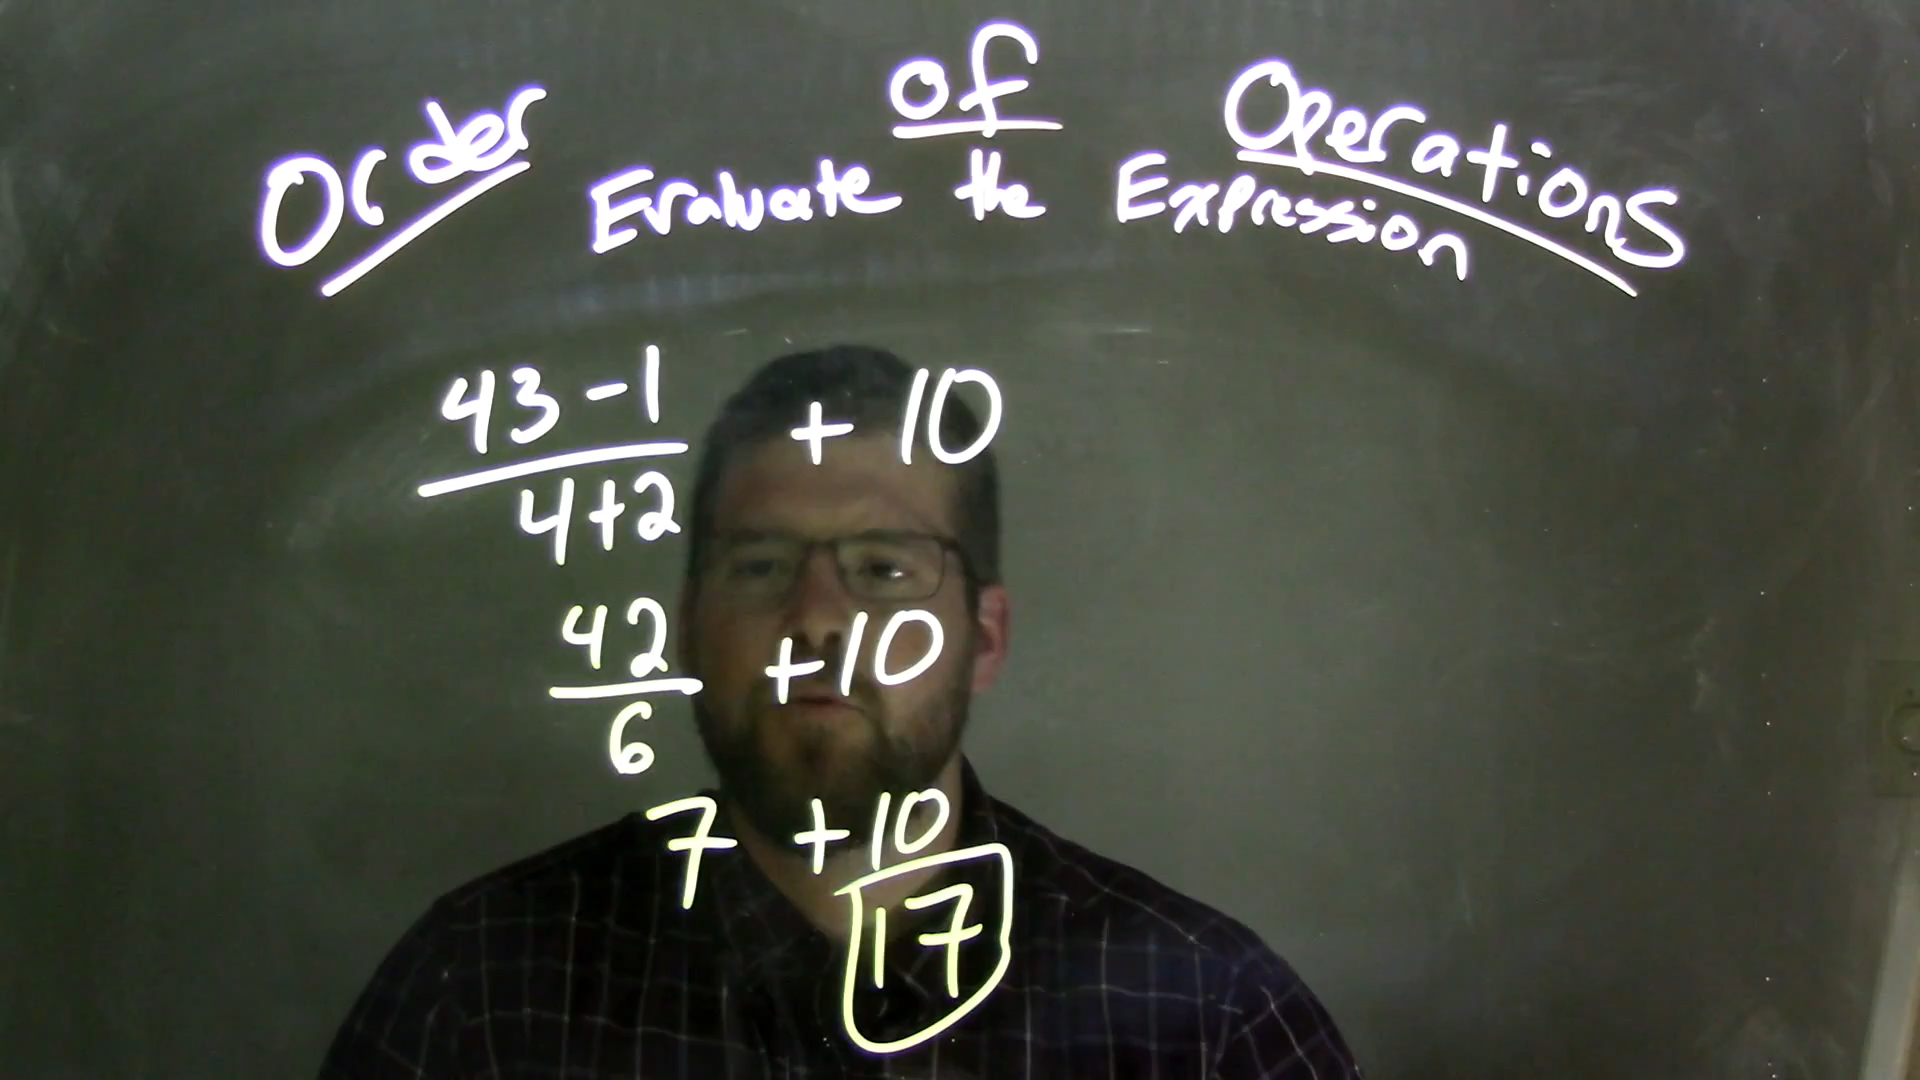 Order of Operations
Evaluate the Expression
43-1 + 10
4+2
42 +10
6
7 +10
17